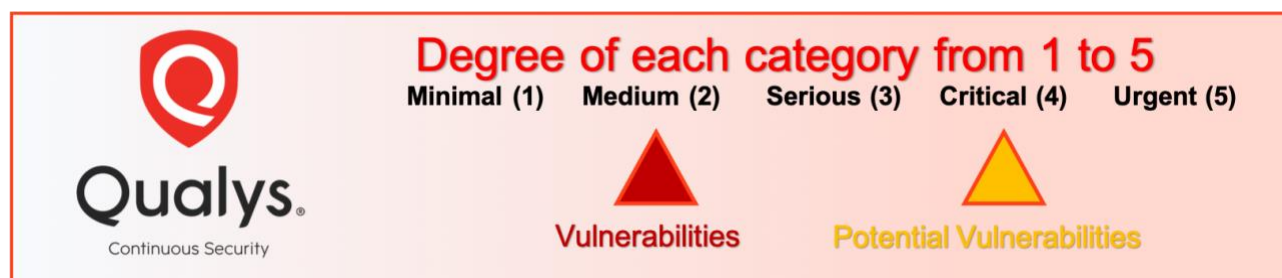 Qualys®
Continuous Security
Degree of each category from 1 to 5
Minimal (1) Medium (2) Serious (3) Critical (4) Urgent (5)
Vulnerabilities Potential Vulnerabilities